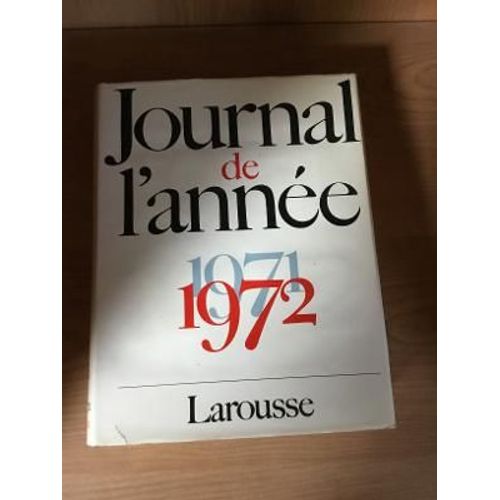 Journal
de
l'année
1971
1972
Larousse